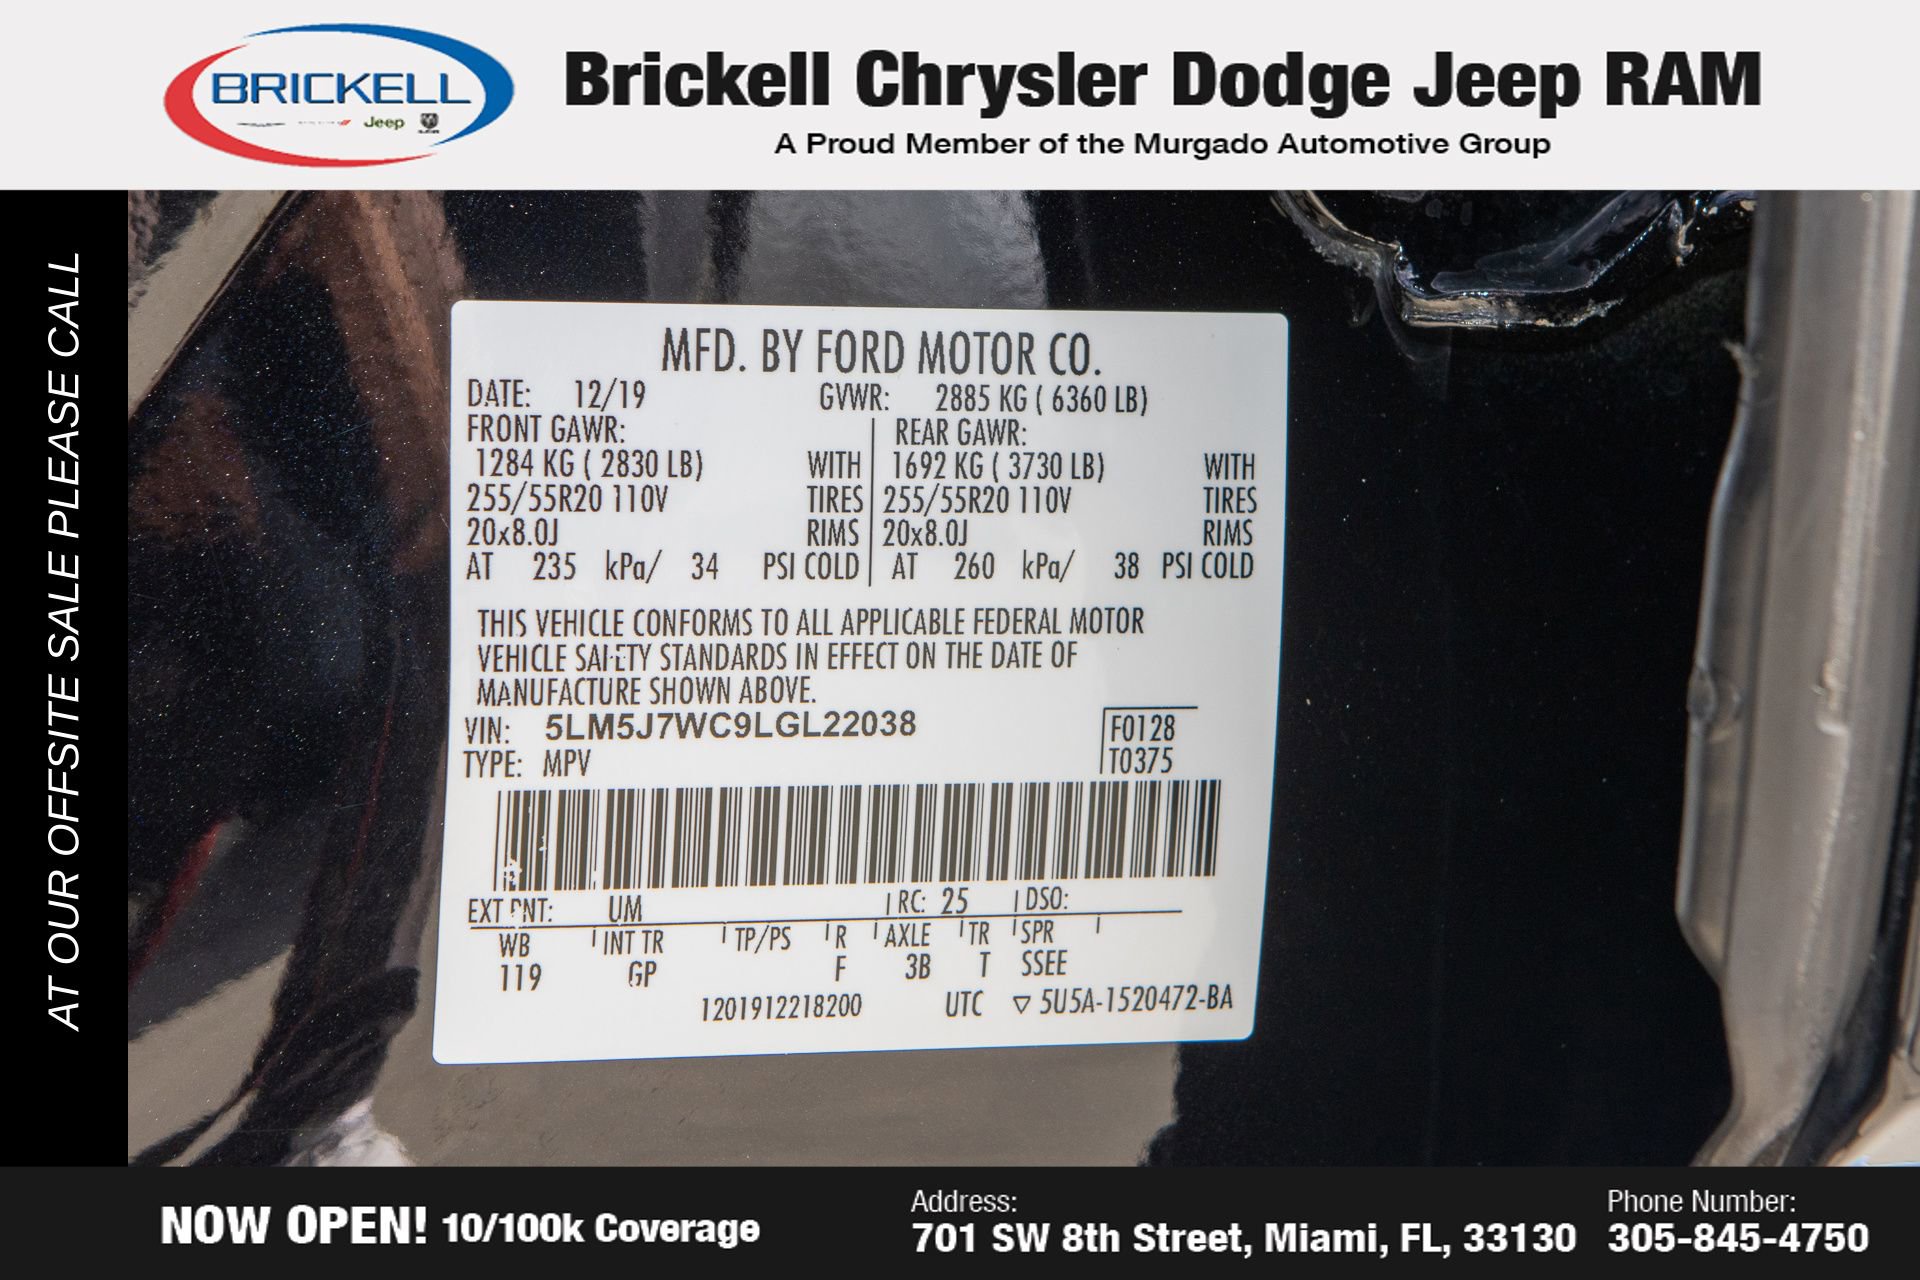 BRICKELL
Jeep
Brickell Chrysler Dodge Jeep RAM
A Proud Member of the Murgado Automotive Group
AT OUR OFFSITE SALE PLEASE CALL
MFD. BY FORD MOTOR CO.
DATE: 12/19 GVWR: 2885 KG ( 6360 LB)
FRONT GAWR: REAR GAWR:
1284 KG ( 2830 LB) WITH 1692 KG ( 3730 LB) WITH
255/55R20 110V TIRES 255/55R20 110V TIRES
20x8.0J RIMS 20x8.0J RIMS
AT 235 kPa/ 34 PSI COLD AT 260 kPa/ 38 PSI COLD
THIS VEHICLE CONFORMS TO ALL APPLICABLE FEDERAL MOTOR
VEHICLE SAFETY STANDARDS IN EFFECT ON THE DATE OF
MANUFACTURE SHOWN ABOVE.
VIN: 5LM5J7WC9LGL22038 F0128
TYPE: MPV T0375
EXT PNT: UM RC: 25 DSO:
WB INT TR TP/PS R AXLE TR SPR
119 GP F 3B T SSEE
1201912218200 UTC ▽ 5U5A-1520472-BA
NOW OPEN! 10/100k Coverage
Address:
701 SW 8th Street, Miami, FL, 33130
Phone Number:
305-845-4750